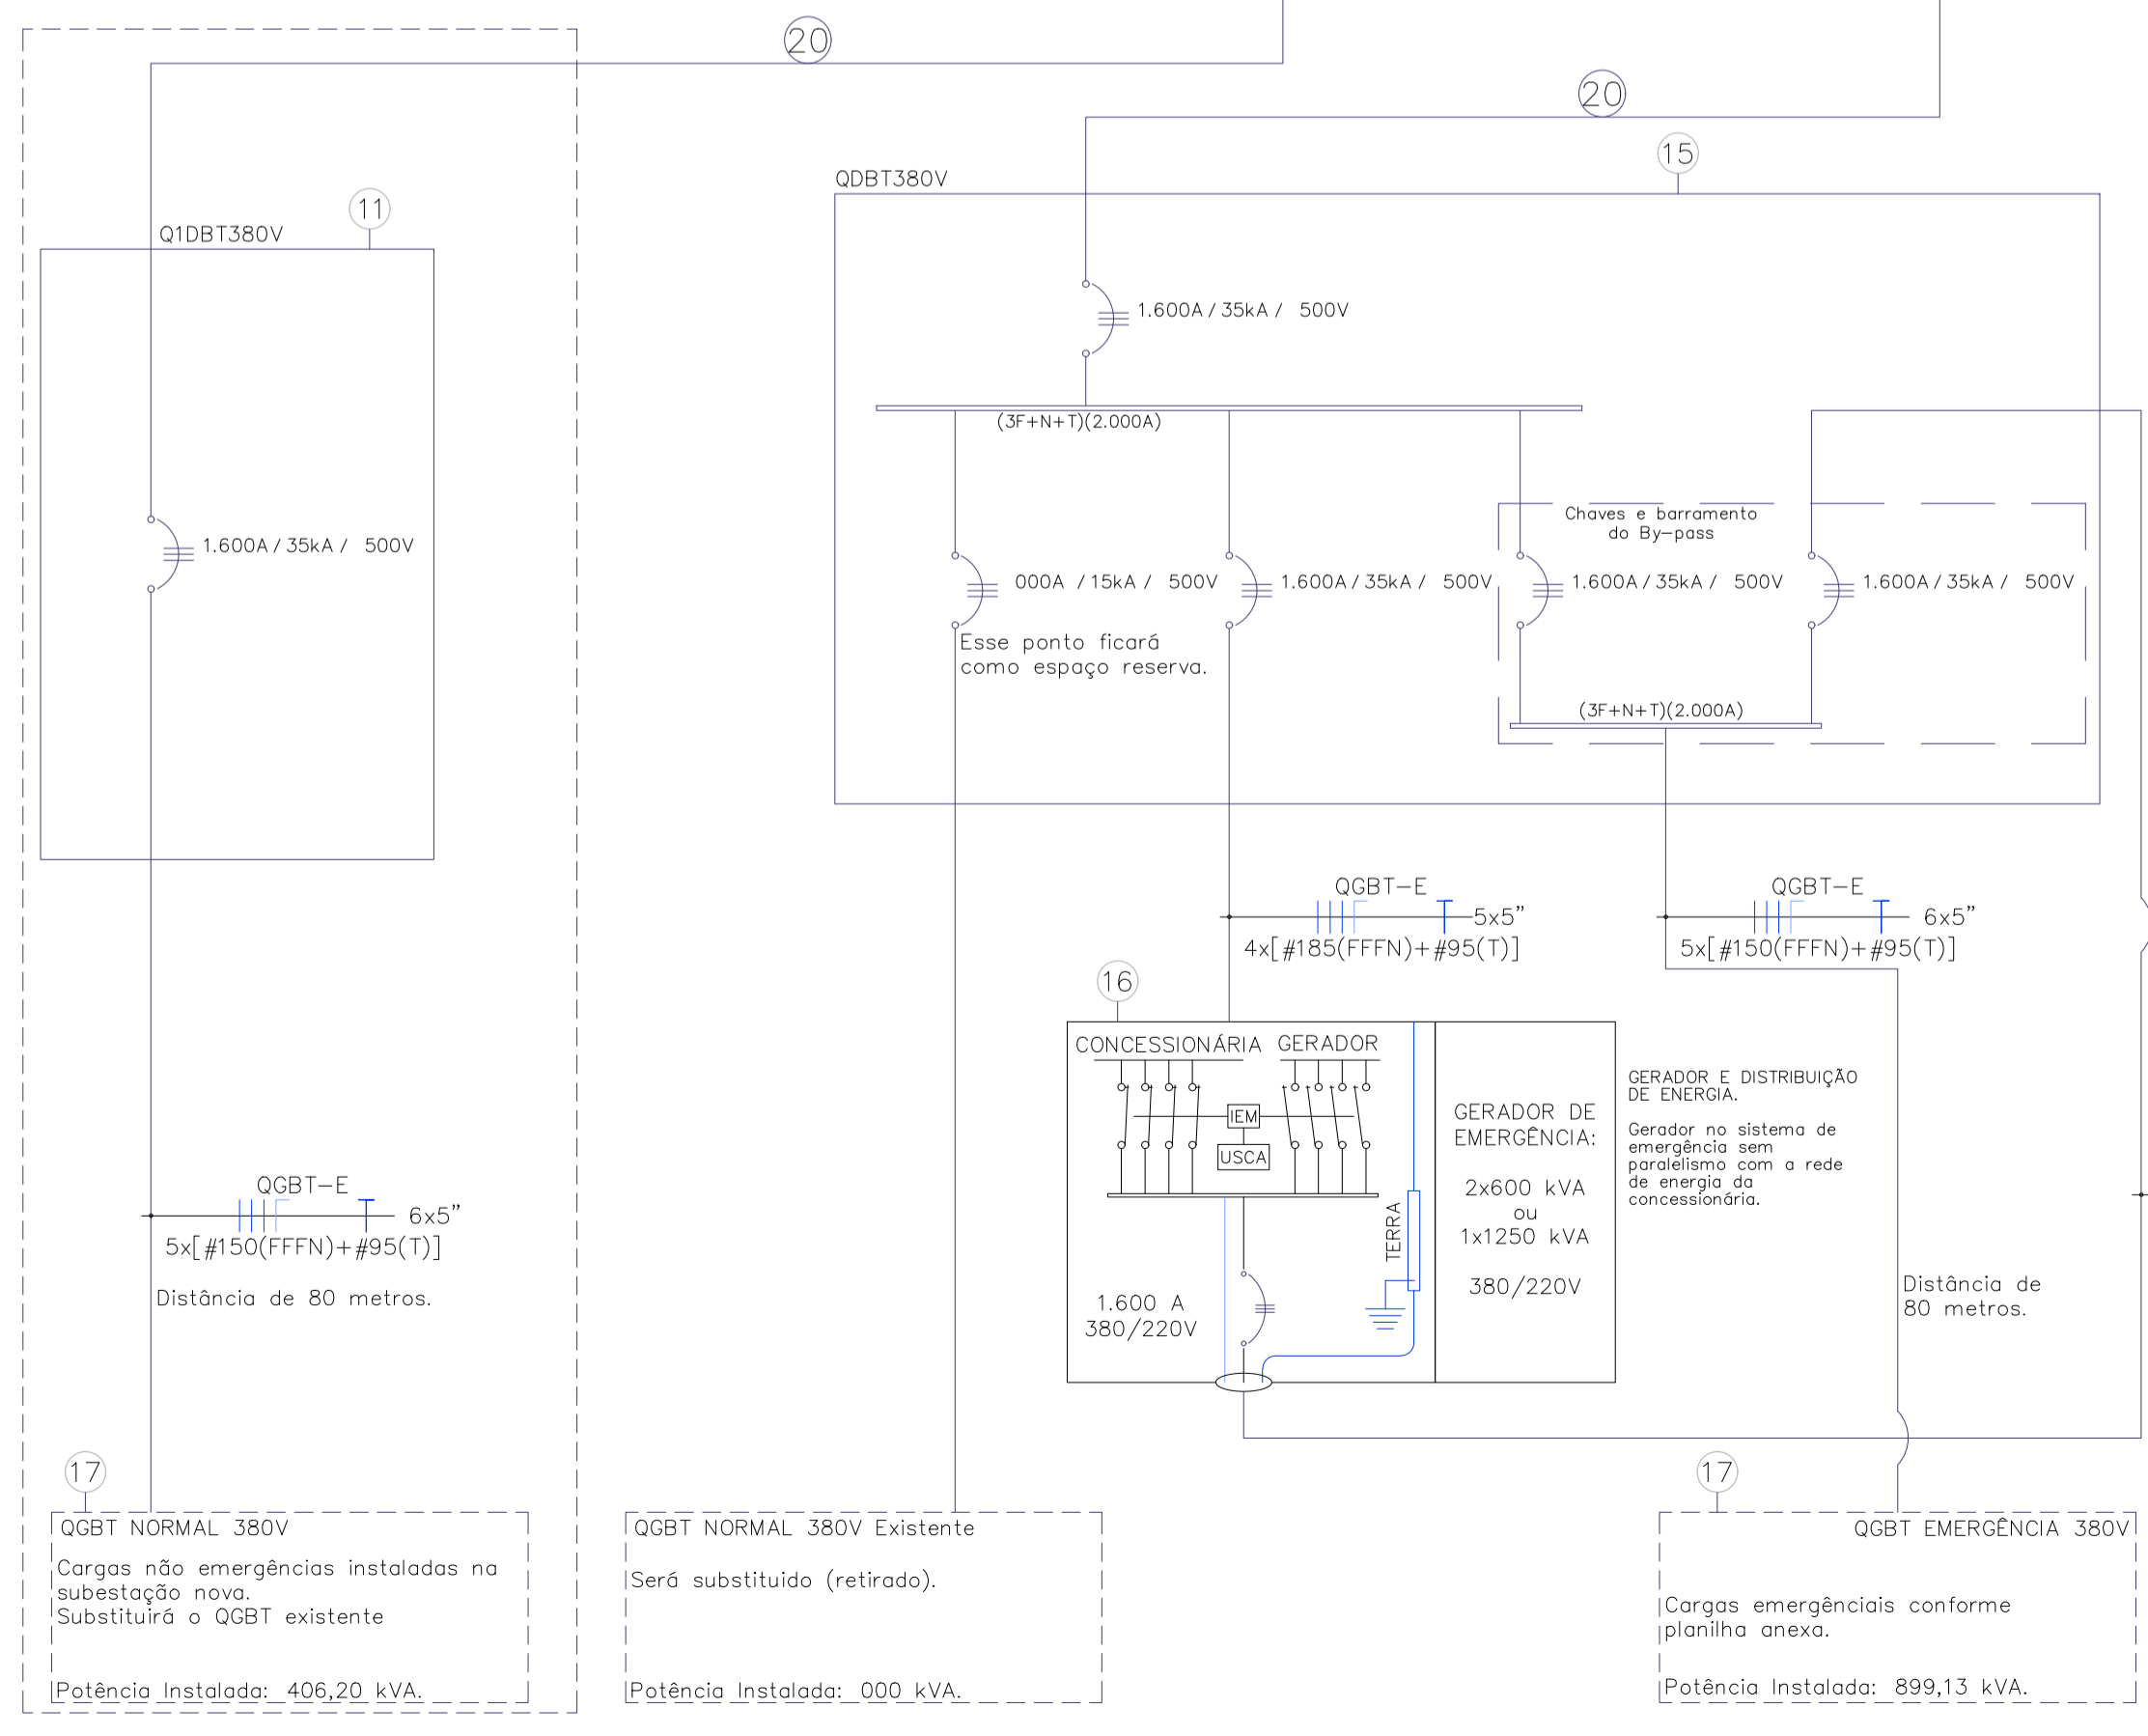 20
20
15
QDBT380V
11
Q1DBT380V
1.600A / 35kA / 500V
(3F+N+T)(2.000A)
Chaves e barramento
do By-pass
1.600A / 35kA / 500V
000A / 15kA / 500V
1.600A / 35kA / 500V
1.600A / 35kA / 500V
1.600A / 35kA / 500V
Esse ponto ficará
como espaço reserva.
(3F+N+T)(2.000A)
QGBT-E
5x5"
4x[#185(FFFN)+#95(T)]
QGBT-E
6x5"
5x[#150(FFFN)+#95(T)]
16
CONCESSIONÁRIA
GERADOR
IEM
USCA
TERRA
1.600 A
380/220V
GERADOR DE
EMERGÊNCIA:
2x600 kVA
ou
1x1250 kVA
380/220V
GERADOR E DISTRIBUIÇÃO
DE ENERGIA.
Gerador no sistema de
emergência sem
paralelismo com a rede
de energia da
concessionária.
QGBT-E
6x5"
5x[#150(FFFN)+#95(T)]
Distância de 80 metros.
Distância de
80 metros.
17
QGBT NORMAL 380V
Cargas não emergências instaladas na
subestação nova.
Substituirá o QGBT existente
Potência Instalada: 406,20 kVA.
QGBT NORMAL 380V Existente
Será substituido (retirado).
Potência Instalada: 000 kVA.
17
QGBT EMERGÊNCIA 380V
Cargas emergênciais conforme
planilha anexa.
Potência Instalada: 899,13 kVA.